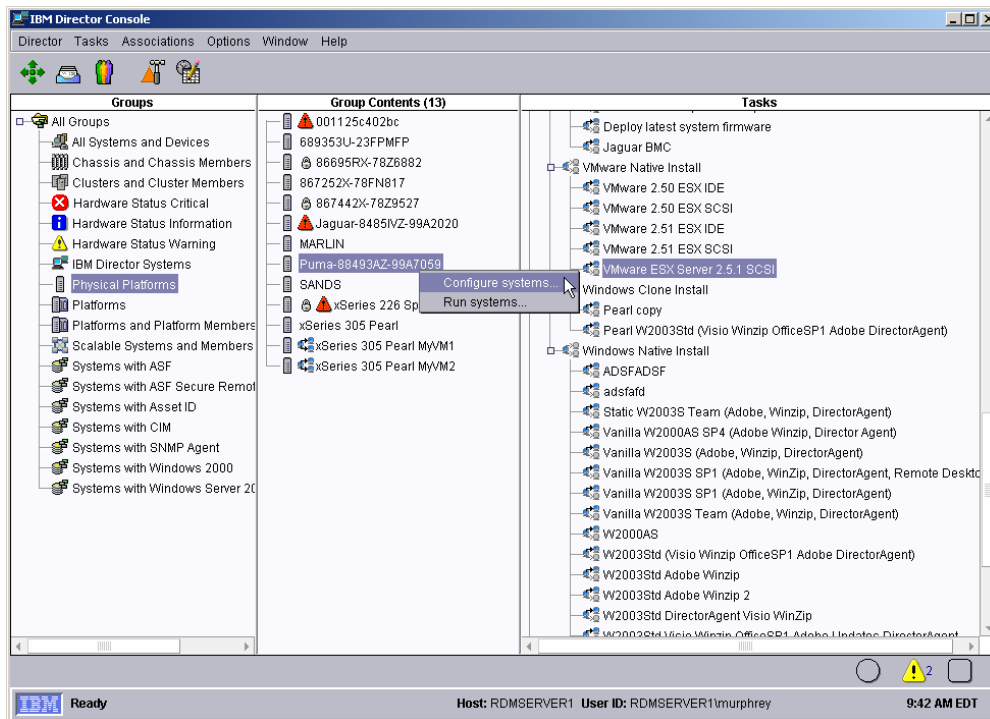 IBM Director Console
Director Tasks Associations Options Window Help
Groups
All Groups
All Systems and Devices
Chassis and Chassis Members
Clusters and Cluster Members
Hardware Status Critical
Hardware Status Information
Hardware Status Warning
IBM Director Systems
Physical Platforms
Platforms
Platforms and Platform Members
Scalable Systems and Members
Systems with ASF
Systems with ASF Secure Remot
Systems with Asset ID
Systems with CIM
Systems with SNMP Agent
Systems with Windows 2000
Systems with Windows Server 20
Group Contents (13)
001125c402bc
689353U-23FPMFP
86695RX-78Z6882
867252X-78FN817
867442X-78Z9527
Jaguar-8485IVZ-99A2020
MARLIN
Puma-88493AZ-99A7059
SANDS
xSeries 226 Sp
xSeries 305 Pearl
xSeries 305 Pearl MyVM1
xSeries 305 Pearl MyVM2
Configure systems...
Run systems...
Tasks
Deploy latest system firmware
Jaguar BMC
VMware Native Install
VMware 2.50 ESX IDE
VMware 2.50 ESX SCSI
VMware 2.51 ESX IDE
VMware 2.51 ESX SCSI
VMware ESX Server 2.5.1 SCSI
Windows Clone Install
Pearl copy
Pearl W2003Std (Visio Winzip OfficeSP1 Adobe DirectorAgent)
Windows Native Install
ADSFADSF
adsfafd
Static W2003S Team (Adobe, Winzip, DirectorAgent)
Vanilla W2000AS SP4 (Adobe Winzip, Director Agent)
Vanilla W2003S (Adobe, Winzip, DirectorAgent)
Vanilla W2003S SP1 (Adobe, WinZip, DirectorAgent, Remote Deskto
Vanilla W2003S SP1 (Adobe, WinZip, DirectorAgent)
Vanilla W2003S Team (Adobe, Winzip, DirectorAgent)
W2000AS
W2003Std (Visio Winzip OfficeSP1 Adobe DirectorAgent)
W2003Std Adobe Winzip
W2003Std Adobe Winzip 2
W2003Std DirectorAgent Visio WinZip
W2003Std Visio Winzip OfficeSP1 Adobe Updates DirectorAgent
2
IBM Ready
Host: RDMSERVER1 User ID: RDMSERVER1\murphrey
9:42 AM EDT